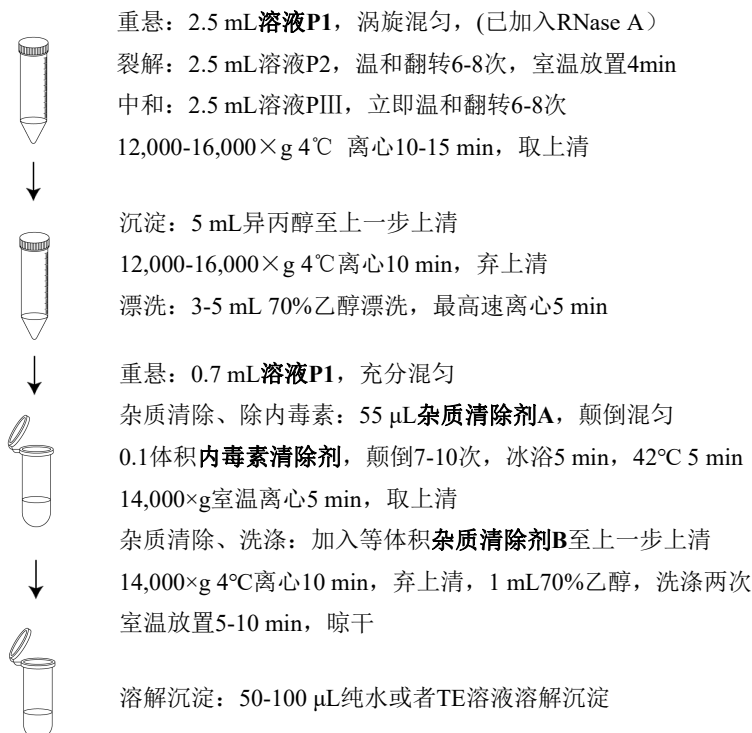 重悬：2.5 mL溶液P1，涡旋混匀，(已加入RNase A）
裂解：2.5 mL溶液P2，温和翻转6-8次，室温放置4min
中和：2.5 mL溶液PⅢ，立即温和翻转6-8次
12,000-16,000×g 4℃ 离心10-15 min，取上清
沉淀：5 mL异丙醇至上一步上清
12,000-16,000×g 4℃离心10 min，弃上清
漂洗：3-5 mL 70%乙醇漂洗，最高速离心5 min
重悬：0.7 mL溶液P1，充分混匀
杂质清除、除内毒素：55 μL杂质清除剂A，颠倒混匀
0.1体积内毒素清除剂，颠倒7-10次，冰浴5 min，42°C 5 min
14,000×g室温离心5 min，取上清
杂质清除、洗涤：加入等体积杂质清除剂B至上一步上清
14,000×g 4°C离心10 min，弃上清，1 mL70%乙醇，洗涤两次
室温放置5-10 min，晾干
溶解沉淀：50-100 μL纯水或者TE溶液溶解沉淀